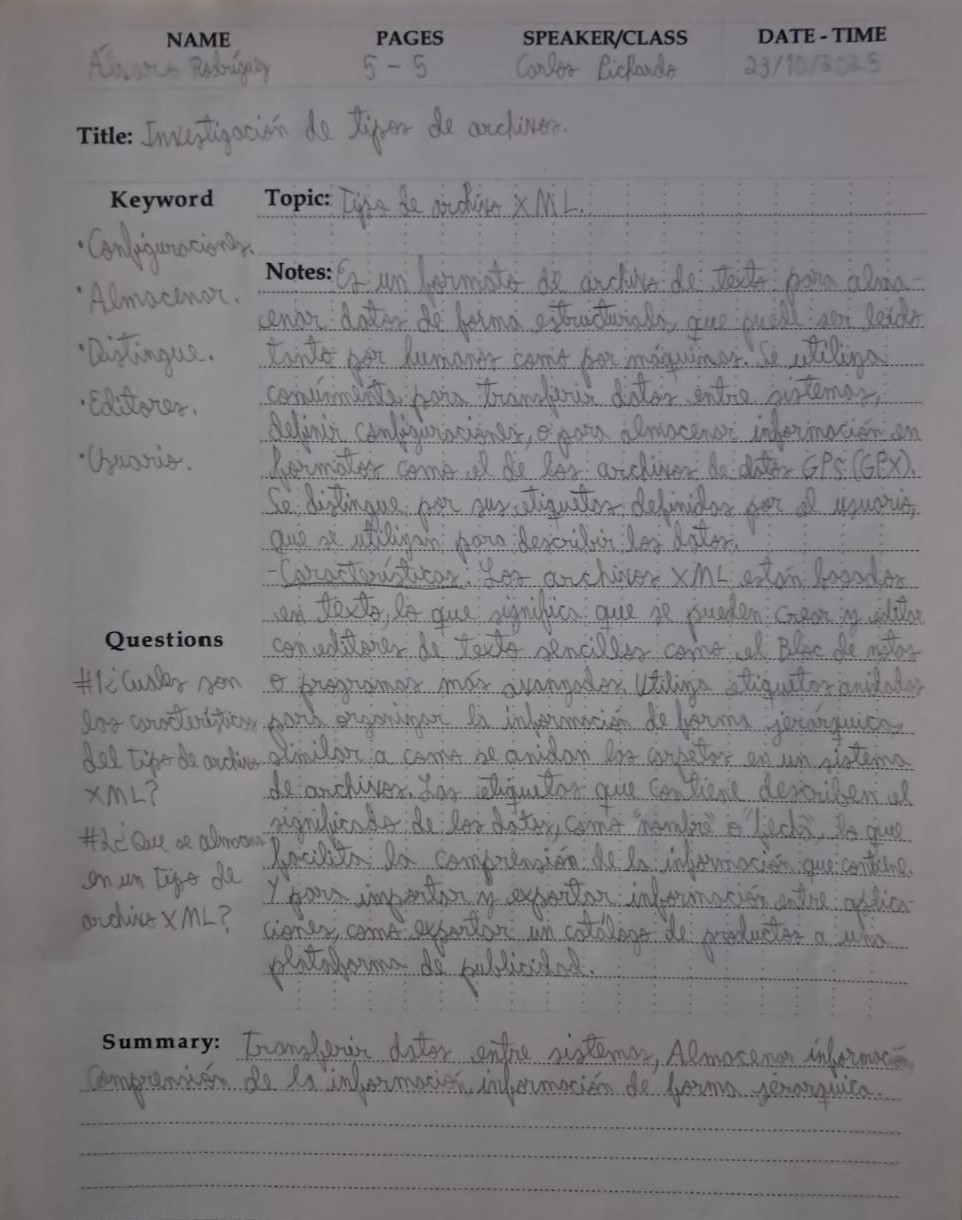 NAME PAGES SPEAKER/CLASS DATE - TIME
Álvaro Rodríguez 5 - 5 Carlos Pichardo 23/10/2025
Title: Investigación de tipos de archivos.
Keyword
· Configuraciones.
· Almacenar.
· Distingue.
· Editores.
· Usuario.
Questions
#1 ¿Cuáles son
las características
del tipo de archivo
XML?
#2 ¿Que se almacena
en un tipo de
archivo XML?
Topic: Tipo de archivo XML.
Notes: Es un formato de archivo de texto para alma-
cenar datos de forma estructurada, que puede ser leído
tanto por humanos como por máquinas. Se utiliza
comúnmente para transferir datos entre sistemas,
definir configuraciones, o para almacenar información en
formatos como el de los archivos de datos GPS (GPX).
Se distingue por sus etiquetas definidas por el usuario,
que se utilizan para describir los datos.
-Características: Los archivos XML están basados
en texto, lo que significa que se pueden crear y editar
con editores de texto sencillos como el Bloc de notas
o programas más avanzados. Utiliza etiquetas anidadas
para organizar la información de forma jerárquica,
similar a como se anidan las carpetas en un sistema
de archivos. Las etiquetas que contiene describen el
significado de los datos, como "nombre" o "fecha", lo que
facilita la comprensión de la información que contiene.
Y para importar y exportar información entre aplica-
ciones, como exportar un catálogo de productos a una
plataforma de publicidad.
Summary: Transferir datos entre sistemas, Almacenar información,
Comprensión de la información, información de forma jerarquica.